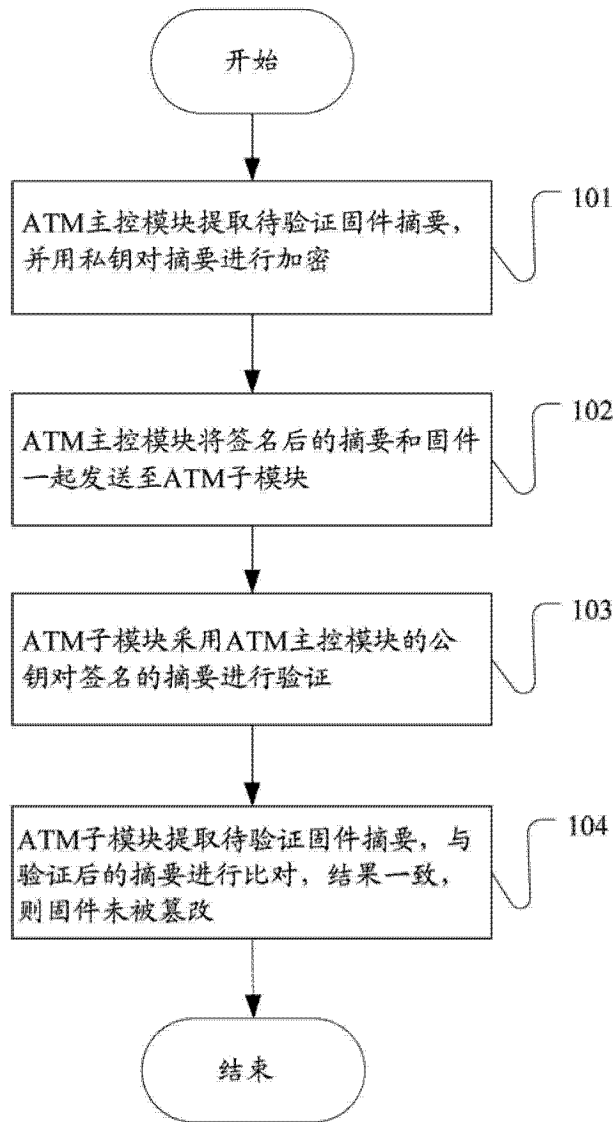 开始
ATM主控模块提取待验证固件摘要，
并用私钥对摘要进行加密
101
ATM主控模块将签名后的摘要和固件
一起发送至ATM子模块
102
ATM子模块采用ATM主控模块的公
钥对签名的摘要进行验证
103
ATM子模块提取待验证固件摘要，与
验证后的摘要进行比对，结果一致，
则固件未被篡改
104
结束